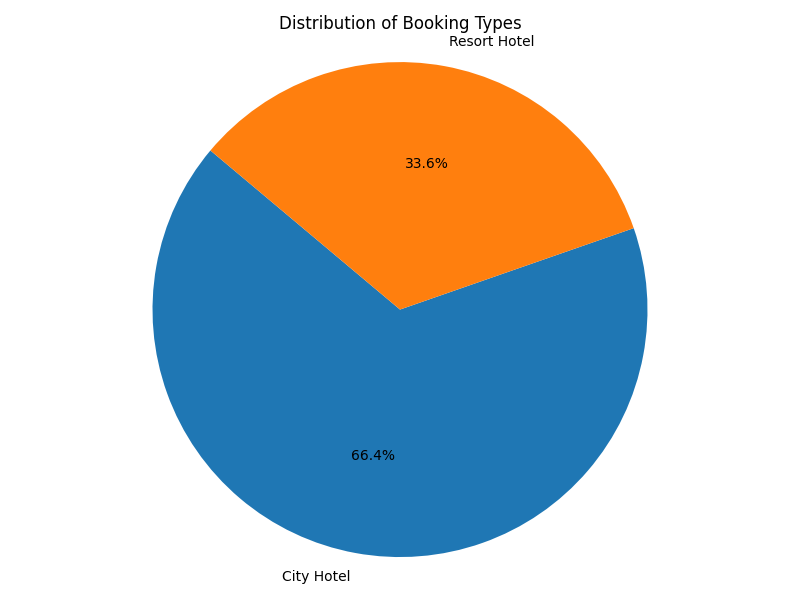 Distribution of Booking Types
Resort Hotel
33.6%
66.4%
City Hotel